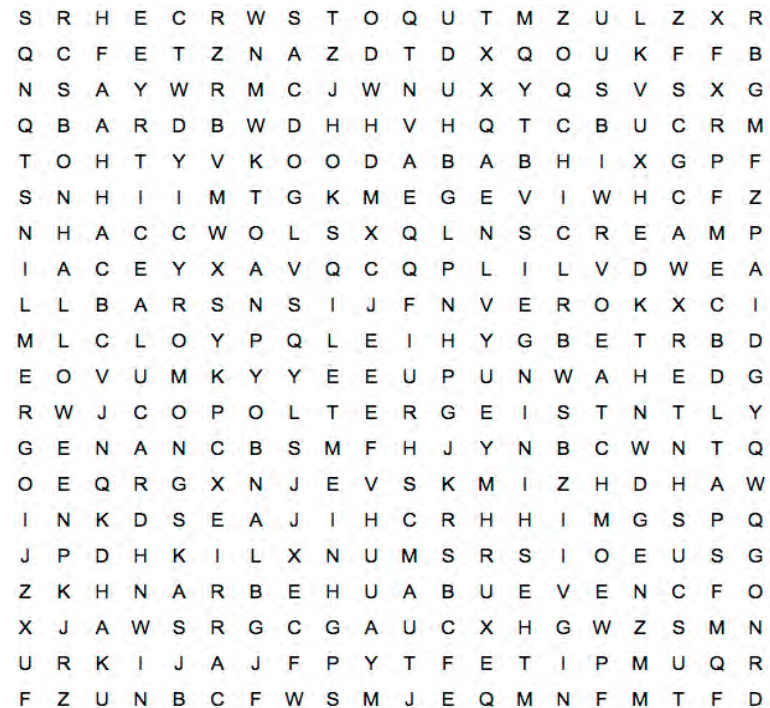 S R H E C R W S T O Q U T M Z U L Z X R
Q C F E T Z N A Z D T D X Q O U K F F B
N S A Y W R M C J W N U X Y Q S V S X G
Q B A R D B W D H H V H Q T C B U C R M
T O H T Y V K O O D A B A B H I X G P F
S N H I I M T G K M E G E V I W H C F Z
N H A C C W O L S X Q L N S C R E A M P
I A C E Y X A V Q C Q P L I L V D W E A
L L B A R S N S I J F N V E R O K X C I
M L C L O Y P Q L E I H Y G B E T R B D
E O V U M K Y Y E E U P U N W A H E D G
R W J C O P O L T E R G E I S T N T L Y
G E N A N C B S M F H J Y N B C W N T Q
O E Q R G X N J E V S K M I Z H D H A W
I N K D S E A J I H C R H H I M G S P Q
J P D H K I L X N U M S R S I O E U S G
Z K H N A R B E H U A B U E V E N C F O
X J A W S R G C G A U C X H G W Z S M N
U R K I J A J F P Y T F E T I P M U Q R
F Z U N B C F W S M J E Q M N F M T F D